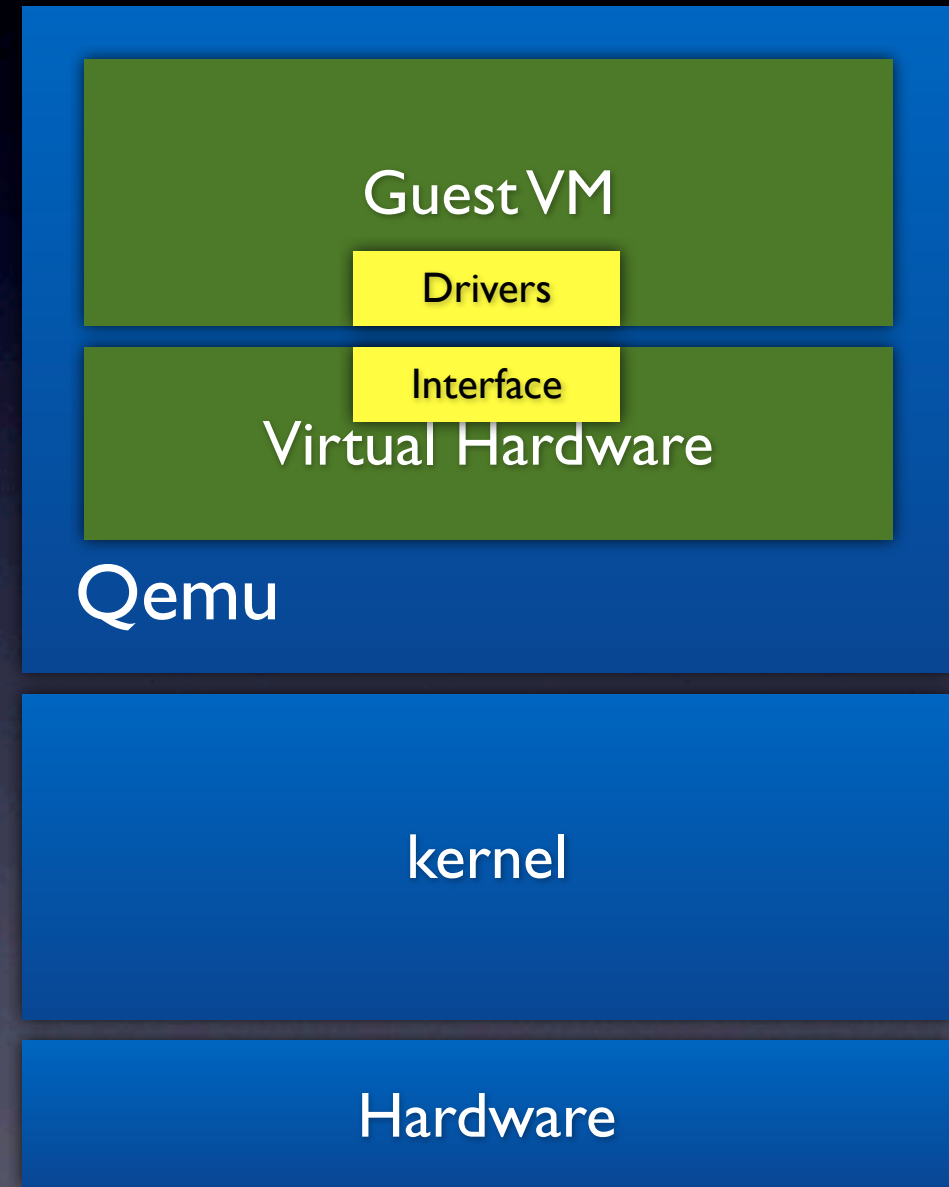 Guest VM
Drivers
Interface
Virtual Hardware
Qemu
kernel
Hardware